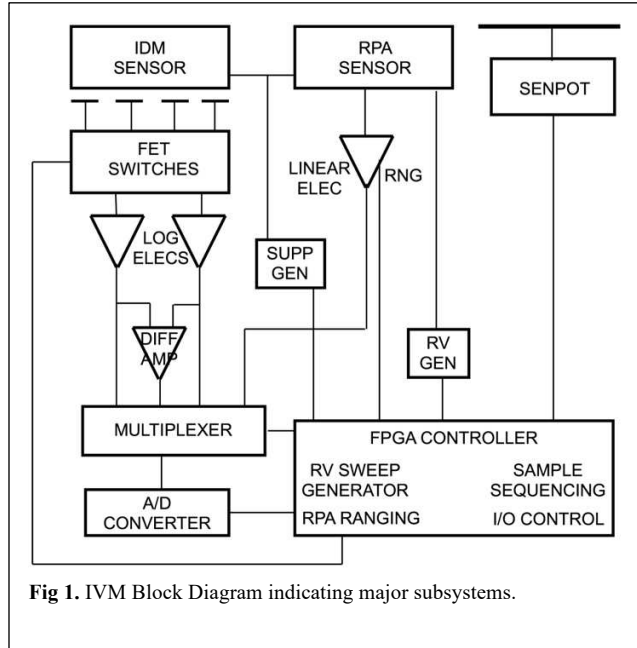 IDM
SENSOR
RPA
SENSOR
SENPOT
FET
SWITCHES
LINEAR
ELEC
RNG
LOG
ELECS
SUPP
GEN
DIFF
AMP
RV
GEN
MULTIPLEXER
FPGA CONTROLLER
RV SWEEP
GENERATOR
SAMPLE
SEQUENCING
A/D
CONVERTER
RPA RANGING
I/O CONTROL
Fig 1. IVM Block Diagram indicating major subsystems.